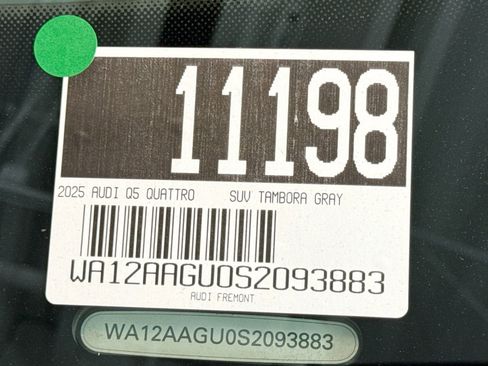 11198
2025 AUDI Q5 QUATTRO SUV TAMBORA GRAY
WA12AAGU0S2093883
AUDI FREMONT
WA12AAGU0S2093883